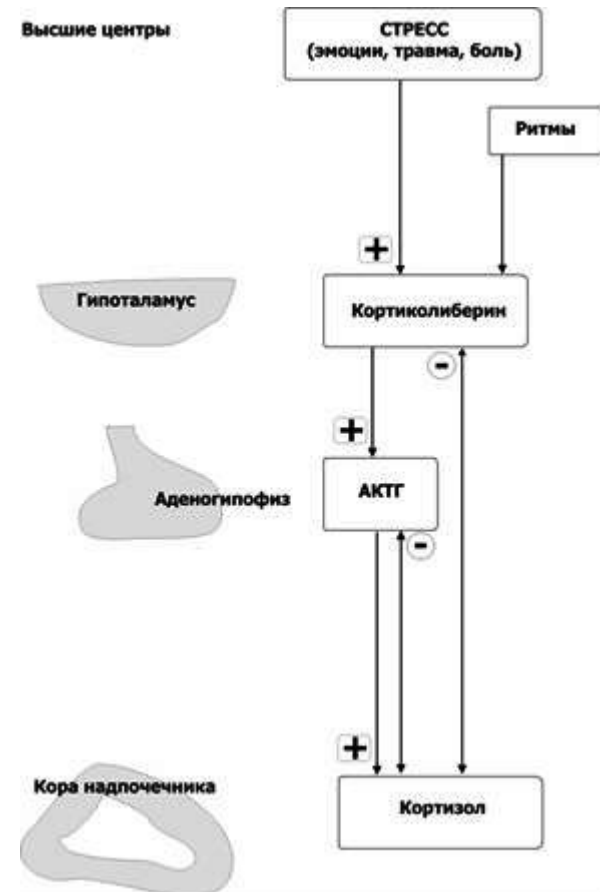 Высшие центры
СТРЕСС
(эмоции, травма, боль)
Ритмы
+
Гипоталамус
Кортиколиберин
-
+
Аденогипофиз
АКТГ
-
+
Кора надпочечника
Кортизол